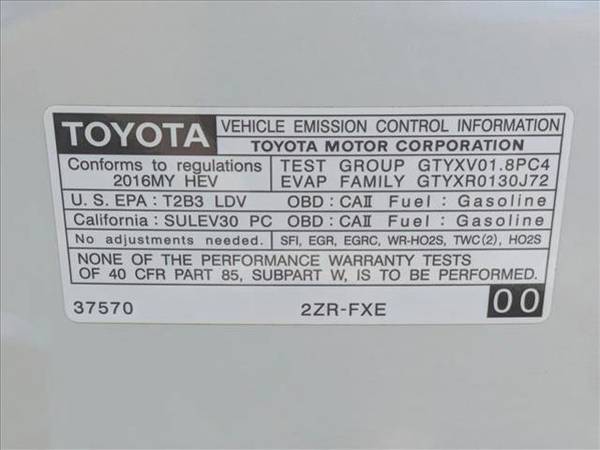 TOYOTA VEHICLE EMISSION CONTROL INFORMATION
TOYOTA MOTOR CORPORATION
Conforms to regulations TEST GROUP GTYXV01.8PC4
2016MY HEV EVAP FAMILY GTYXR0130J72
U. S. EPA : T2B3 LDV OBD : CAII Fuel : Gasoline
California : SULEV30 PC OBD : CAII Fuel : Gasoline
No adjustments needed. SFI, EGR, EGRC, WR-HO2S, TWC(2), HO2S
NONE OF THE PERFORMANCE WARRANTY TESTS
OF 40 CFR PART 85, SUBPART W, IS TO BE PERFORMED.
37570 2ZR-FXE 00